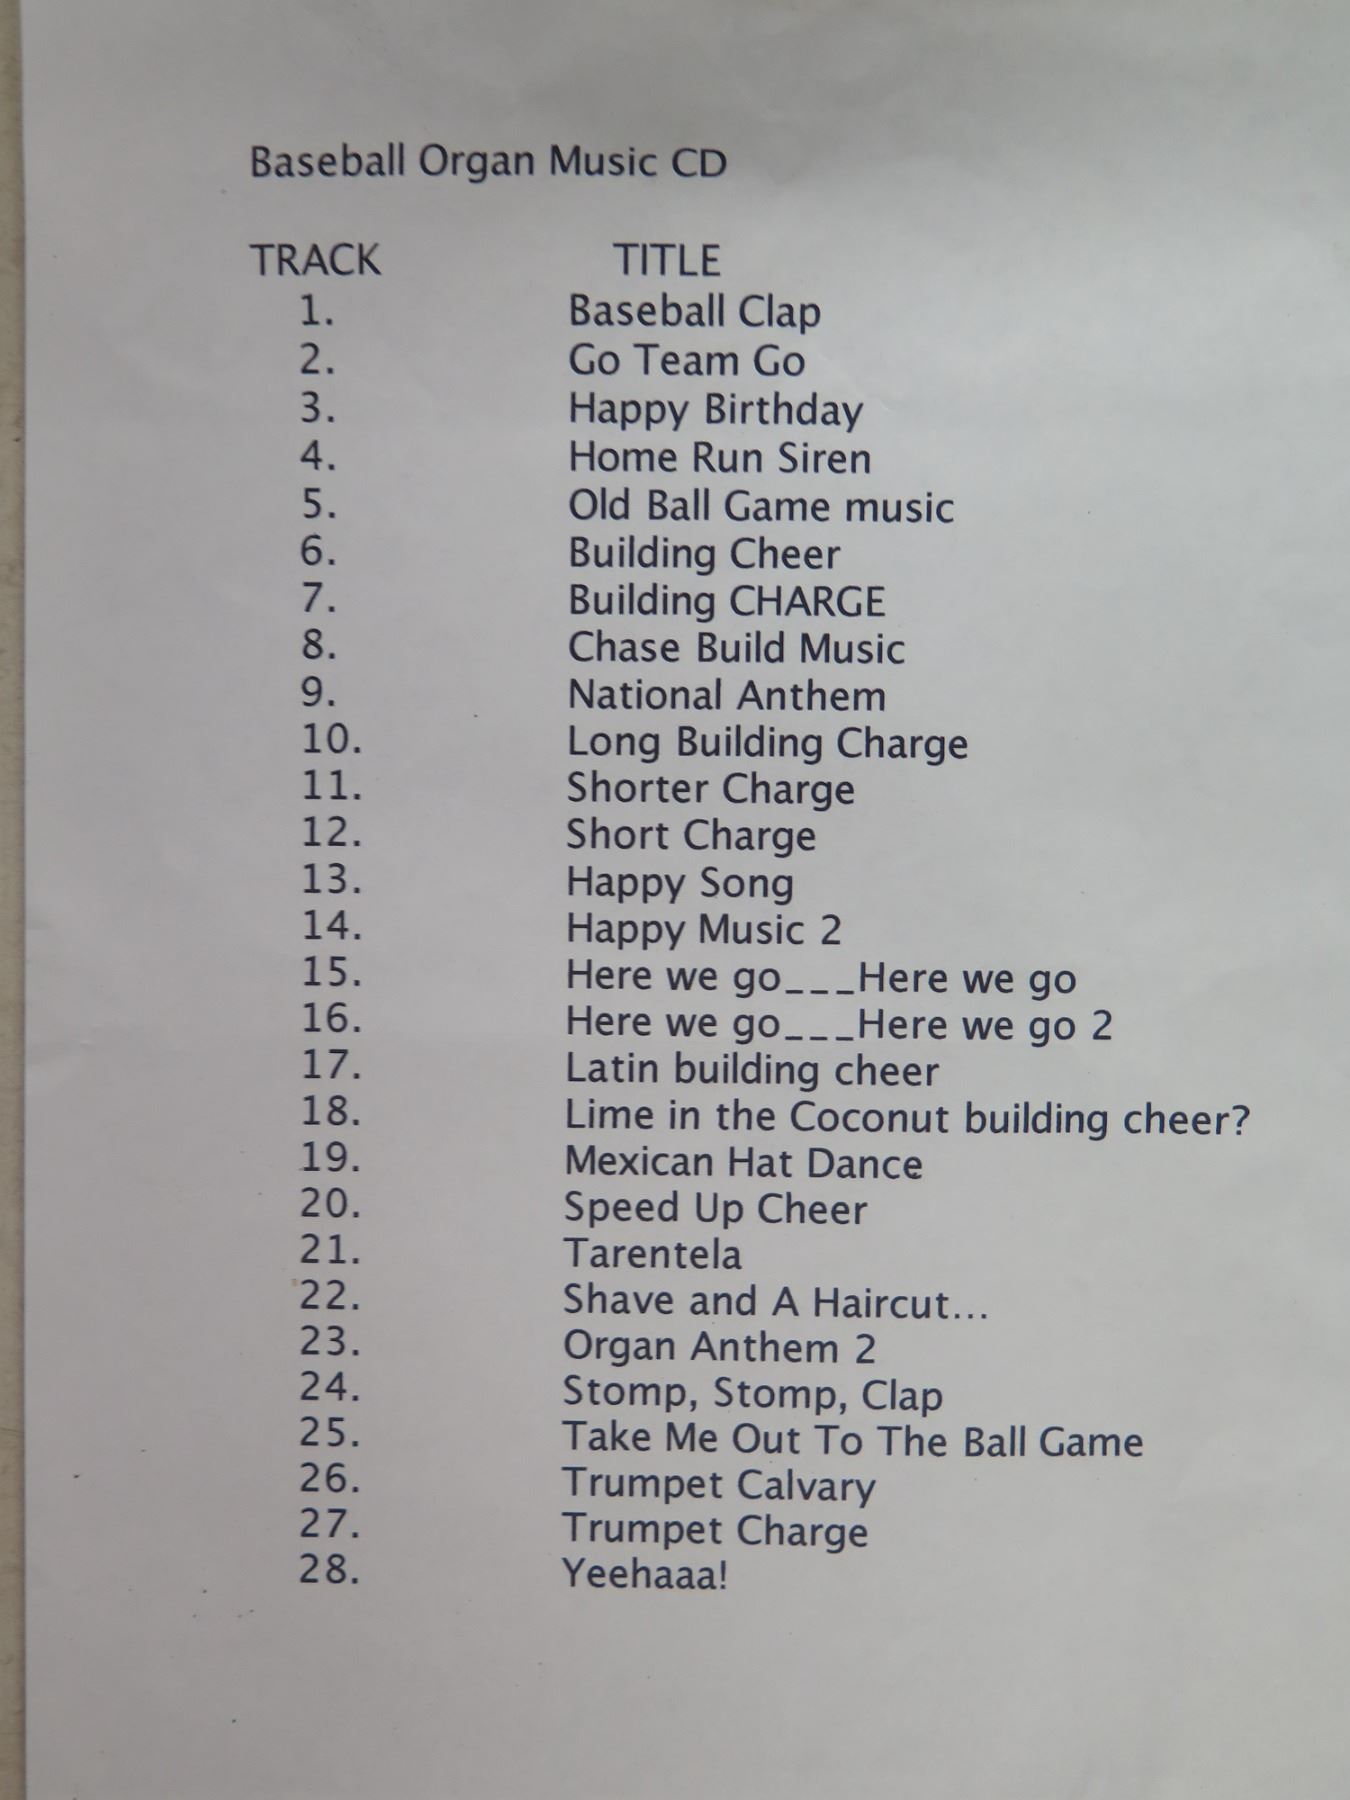 Baseball Organ Music CD
TRACK TITLE
1. Baseball Clap
2. Go Team Go
3. Happy Birthday
4. Home Run Siren
5. Old Ball Game music
6. Building Cheer
7. Building CHARGE
8. Chase Build Music
9. National Anthem
10. Long Building Charge
11. Shorter Charge
12. Short Charge
13. Happy Song
14. Happy Music 2
15. Here we go___Here we go
16. Here we go___Here we go 2
17. Latin building cheer
18. Lime in the Coconut building cheer?
19. Mexican Hat Dance
20. Speed Up Cheer
21. Tarentela
22. Shave and A Haircut...
23. Organ Anthem 2
24. Stomp, Stomp, Clap
25. Take Me Out To The Ball Game
26. Trumpet Calvary
27. Trumpet Charge
28. Yeehaaa!